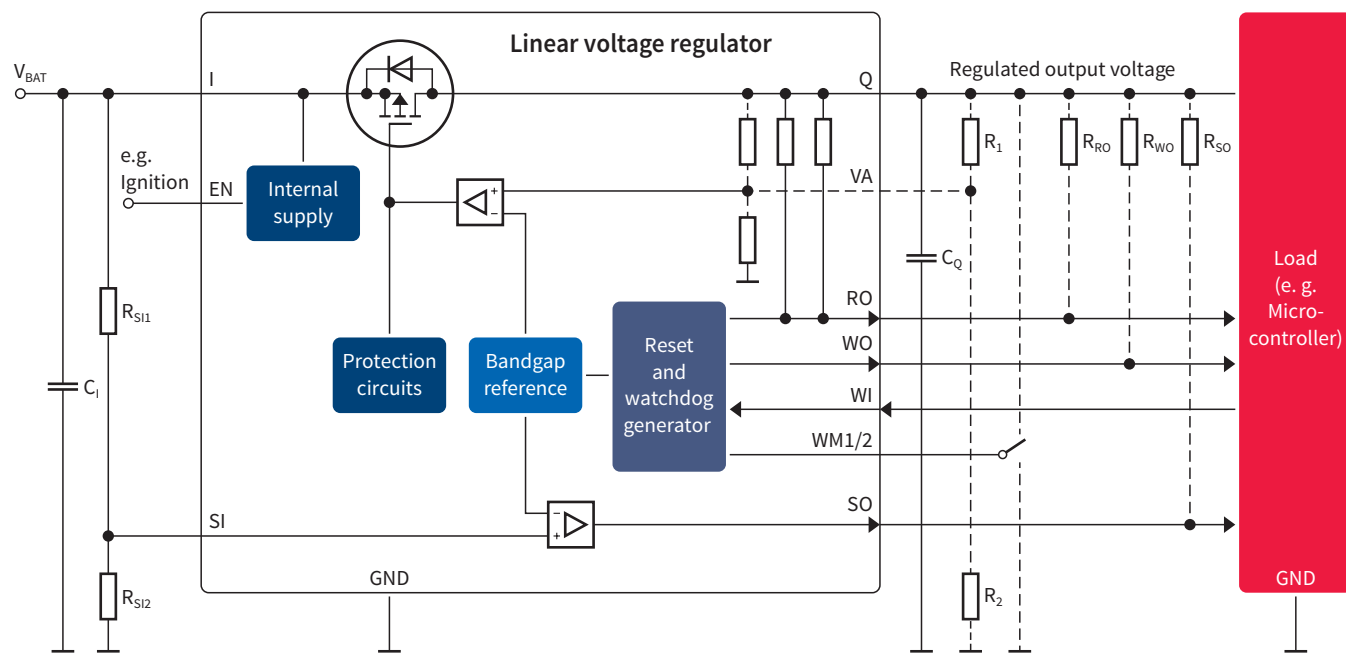 Linear voltage regulator
V_BAT
I
Q
Regulated output voltage
e.g.
Ignition
EN
Internal
supply
+
−
VA
R_1
R_RO
R_WO
R_SO
C_Q
R_SI1
C_I
Protection
circuits
Bandgap
reference
Reset
and
watchdog
generator
RO
WO
WI
WM1/2
Load
(e. g.
Micro-
controller)
SI
−
+
SO
GND
R_SI2
R_2
GND